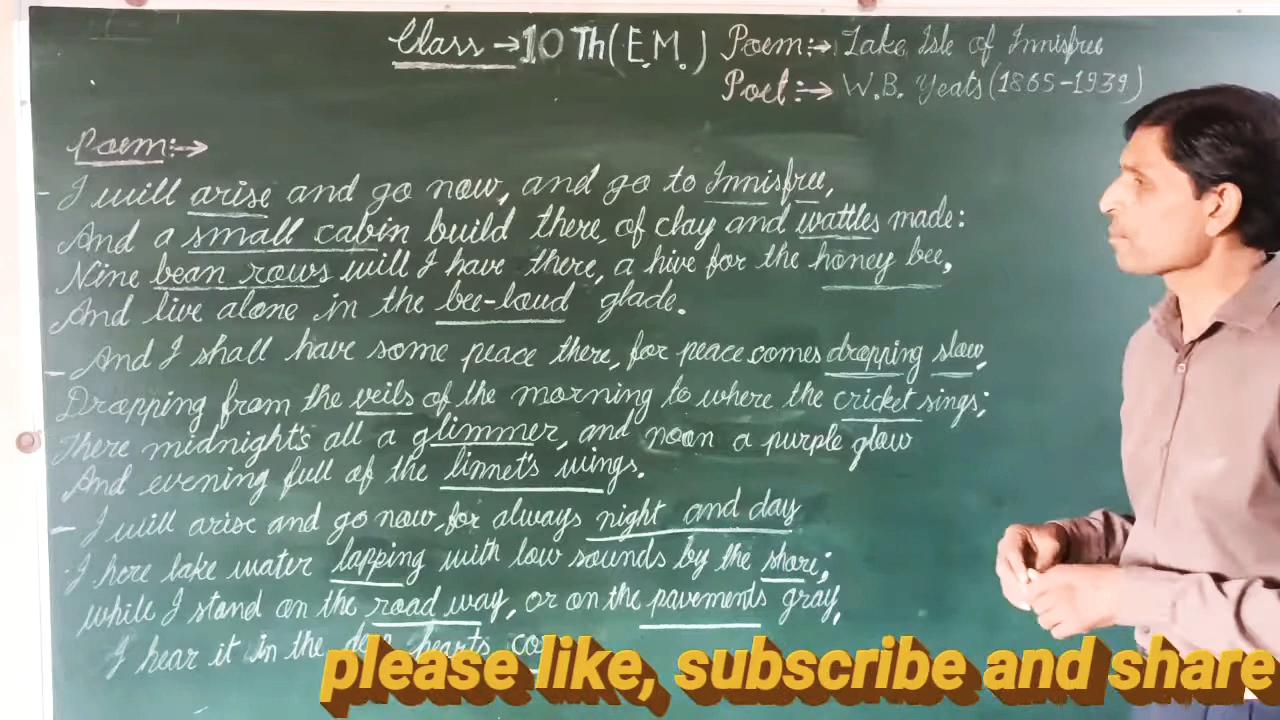 Class → 10 Th (E.M.) Poem:→ Lake Isle of Innisfree
Poet:→ W.B. Yeats (1865-1939)
Poem:→
- I will arise and go now, and go to Innisfree,
And a small cabin build there, of clay and wattles made:
Nine bean rows will I have there, a hive for the honey bee,
And live alone in the bee-loud glade.
- And I shall have some peace there, for peace comes dropping slow,
Dropping from the veils of the morning to where the cricket sings;
There midnight's all a glimmer, and noon a purple glow
And evening full of the linnet's wings.
- I will arise and go now, for always night and day
I here lake water lapping with low sounds by the shore;
while I stand on the road way, or on the pavements gray,
I hear it in the deep hearts co
please like, subscribe and share